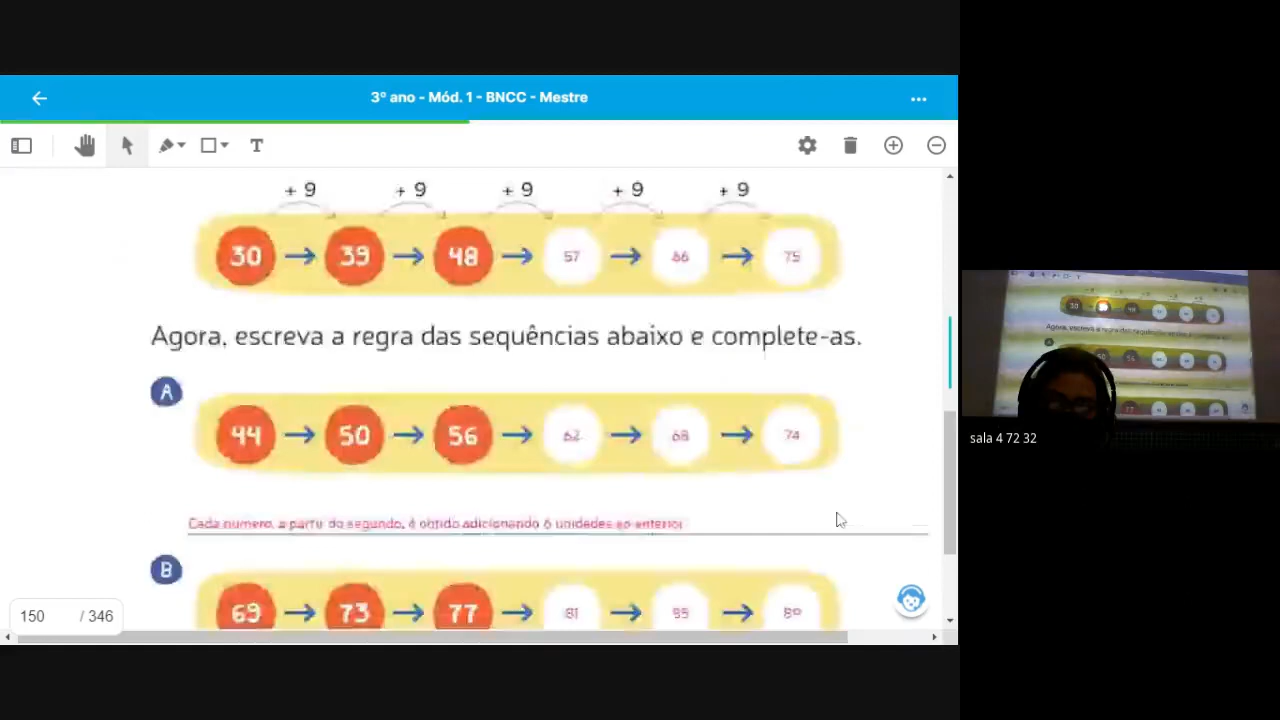 3º ano - Mód. 1 - BNCC - Mestre
T
+ 9 + 9 + 9 + 9 + 9
30 → 39 → 48 → 57 → 66 → 75
Agora, escreva a regra das sequências abaixo e complete-as.
A
44 → 50 → 56 → 62 → 68 → 74
Cada número, a partir do segundo, é obtido adicionando 6 unidades ao anterior.
B
69 → 73 → 77 → 81 → 85 → 89
150 / 346
sala 4 72 32